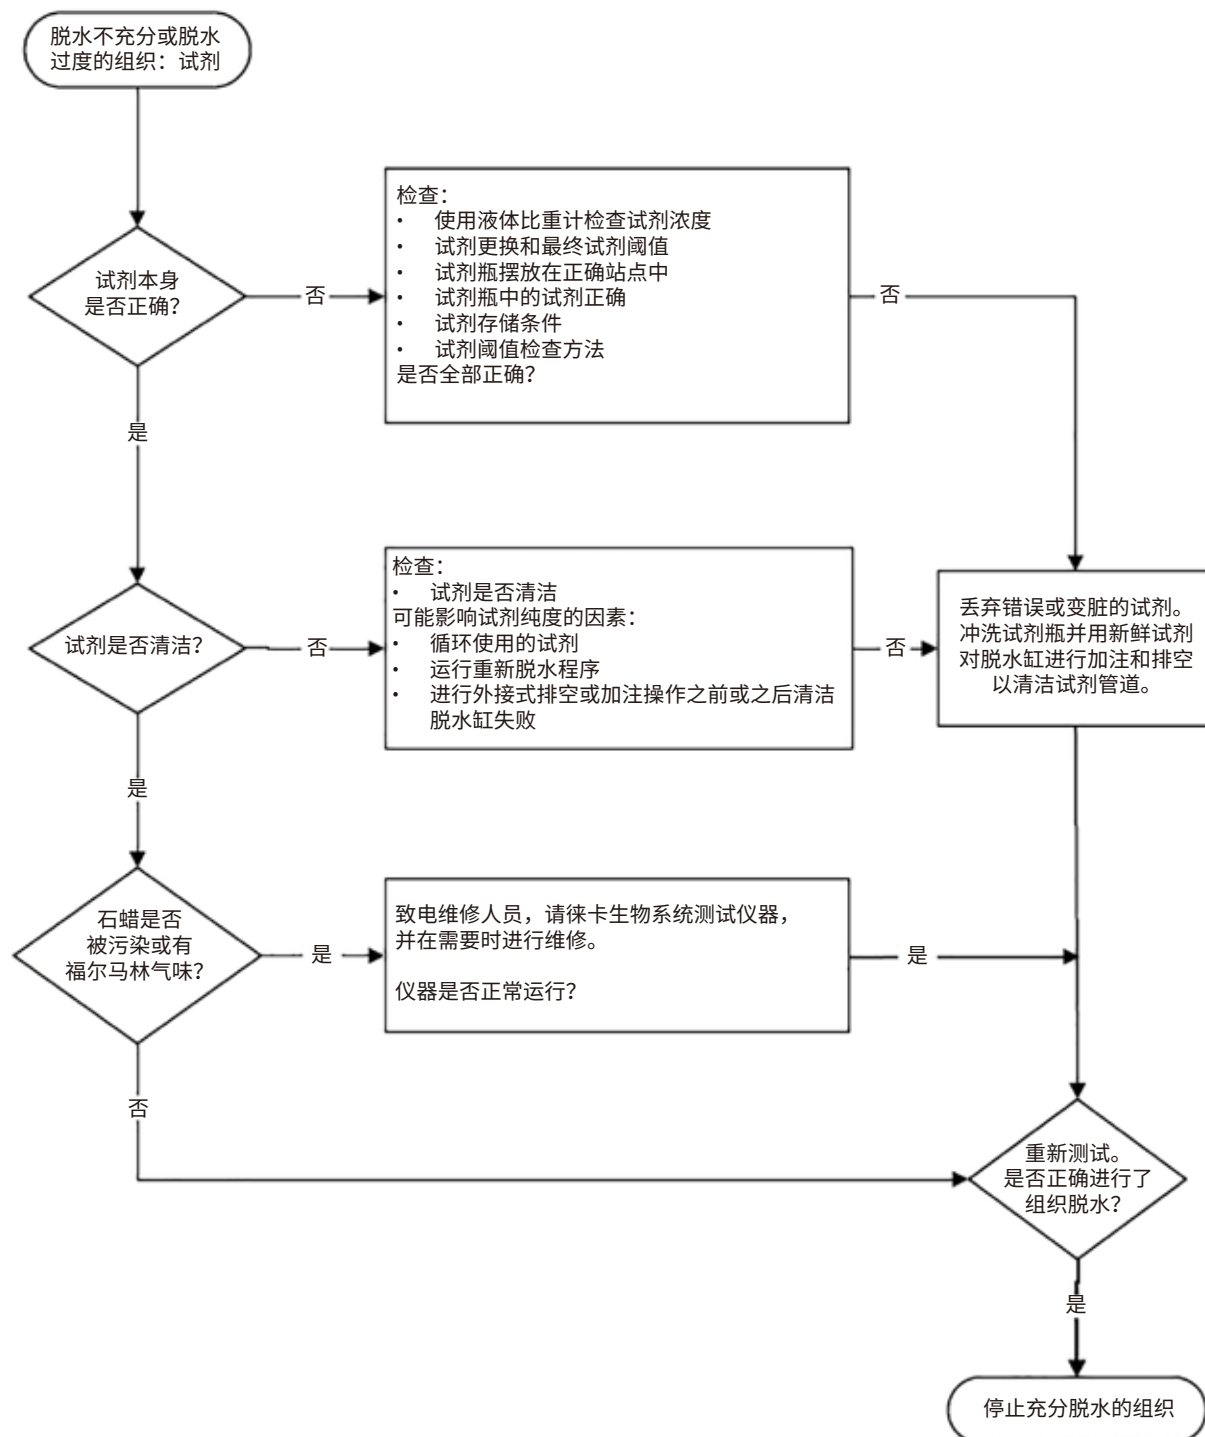 脱水不充分或脱水
过度的组织：试剂
检查：
• 使用液体比重计检查试剂浓度
• 试剂更换和最终试剂阈值
• 试剂瓶摆放在正确站点中
• 试剂瓶中的试剂正确
• 试剂存储条件
• 试剂阈值检查方法
是否全部正确？
试剂本身
是否正确？
否
否
是
检查：
• 试剂是否清洁
可能影响试剂纯度的因素：
• 循环使用的试剂
• 运行重新脱水程序
• 进行外接式排空或加注操作之前或之后清洁
脱水缸失败
丢弃错误或变脏的试剂。
冲洗试剂瓶并用新鲜试剂
对脱水缸进行加注和排空
以清洁试剂管道。
试剂是否清洁？
否
否
是
石蜡是否
被污染或有
福尔马林气味？
是
致电维修人员，请徕卡生物系统测试仪器，
并在需要时进行维修。
仪器是否正常运行？
是
否
重新测试。
是否正确进行了
组织脱水？
是
停止充分脱水的组织